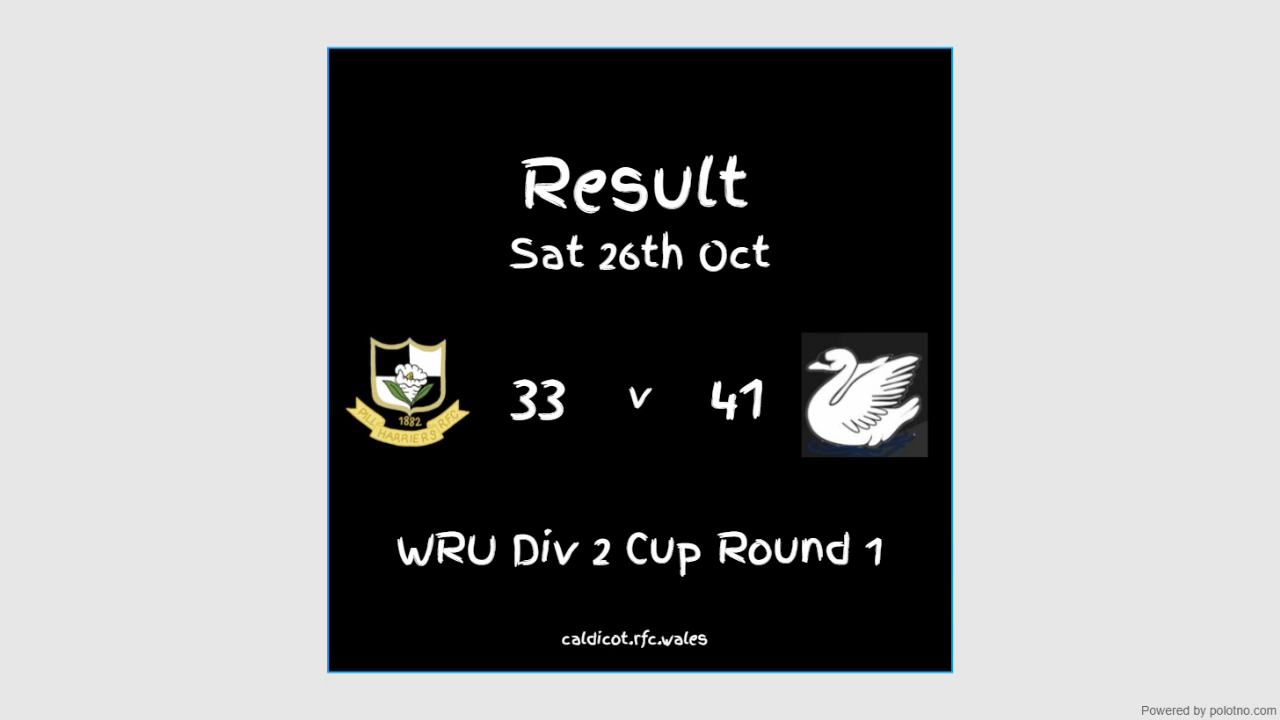 Result
Sat 26th Oct
33 v 41
1882
PILL HARRIERS R.F.C.
WRU Div 2 Cup Round 1
caldicot.rfc.wales
Powered by polotno.com